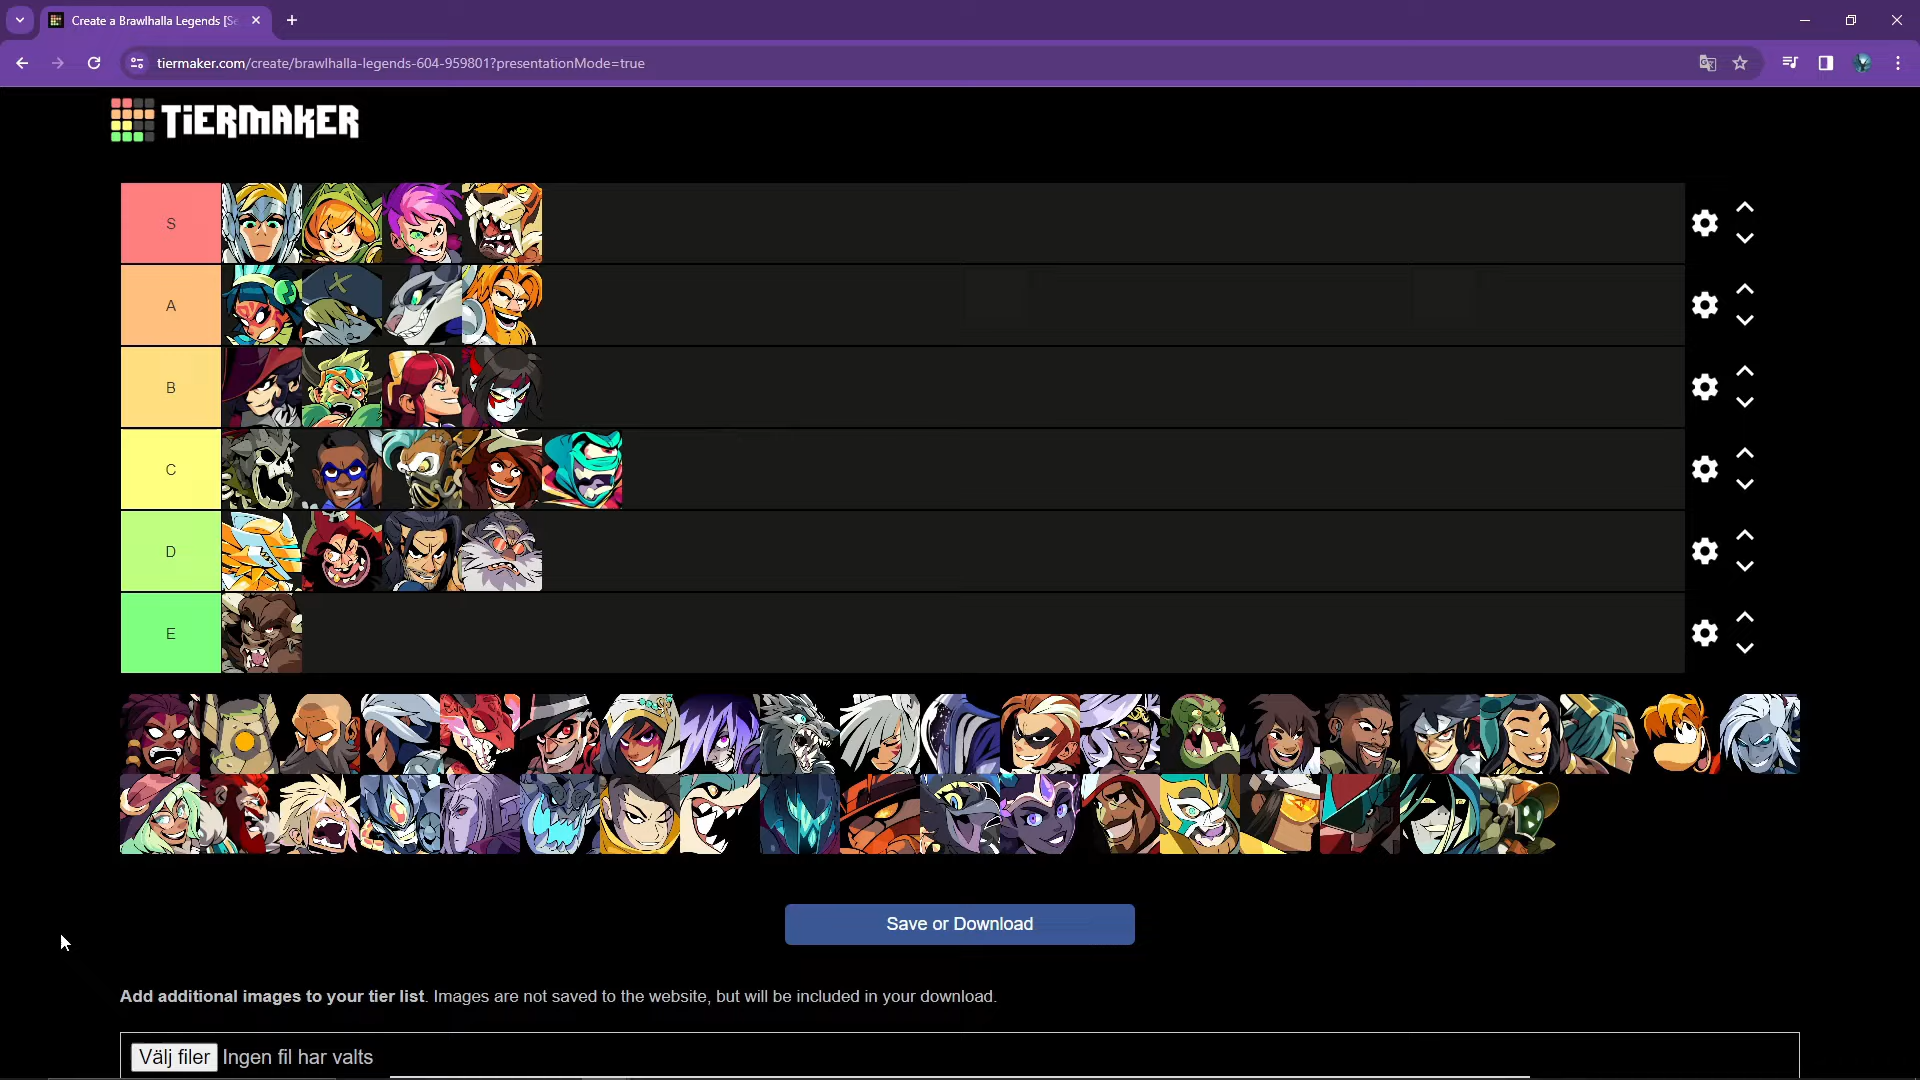 Create a Brawlhalla Legends [Se
tiermaker.com/create/brawlhalla-legends-604-959801?presentationMode=true
TiERMAKER
S
A
B
C
D
E
Save or Download
Add additional images to your tier list. Images are not saved to the website, but will be included in your download.
Välj filer Ingen fil har valts